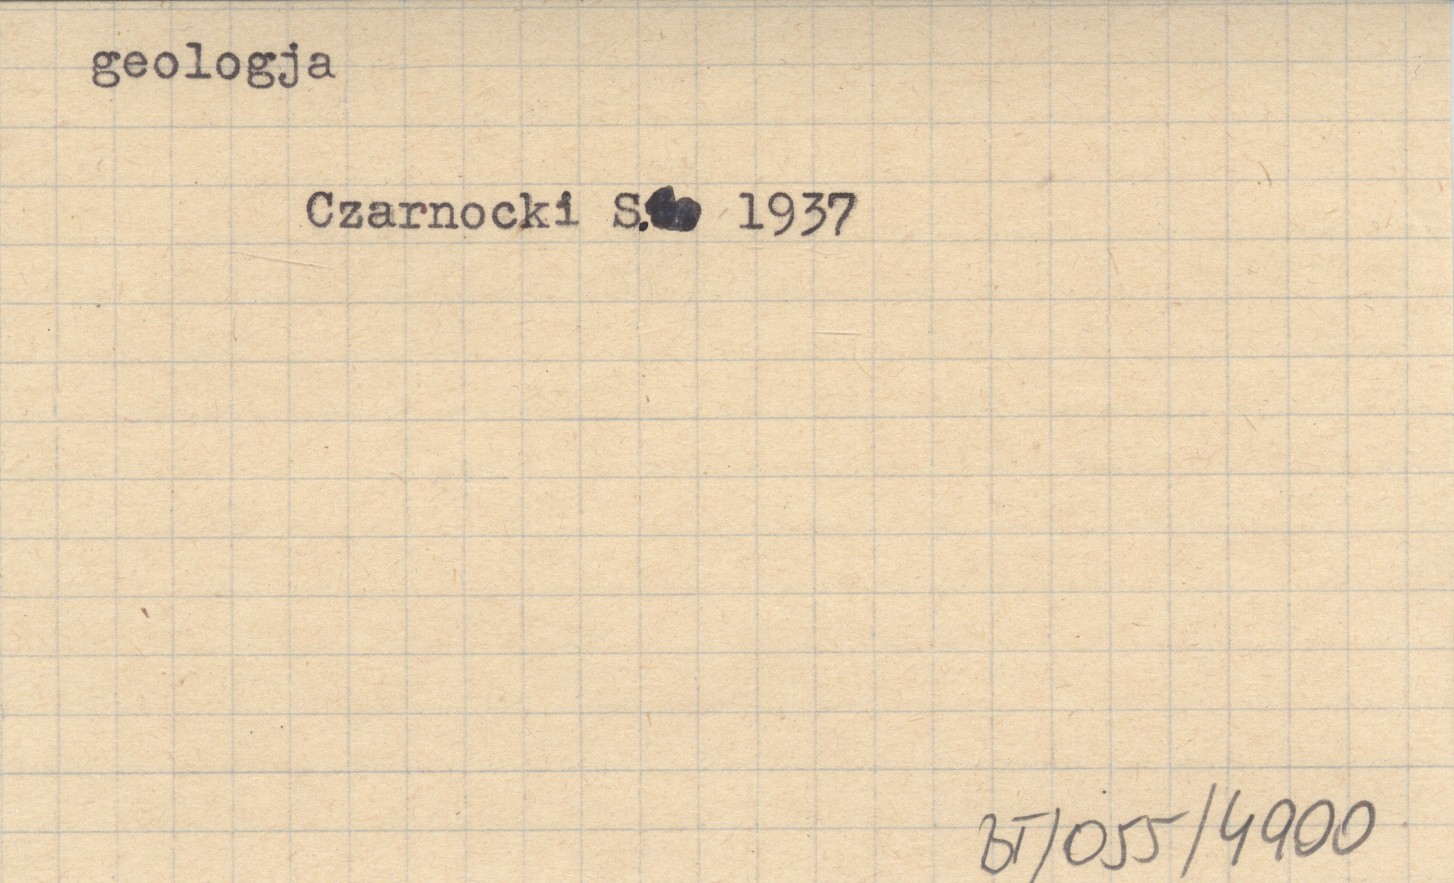 geologja
Czarnocki S. 1937
BT/055/4900